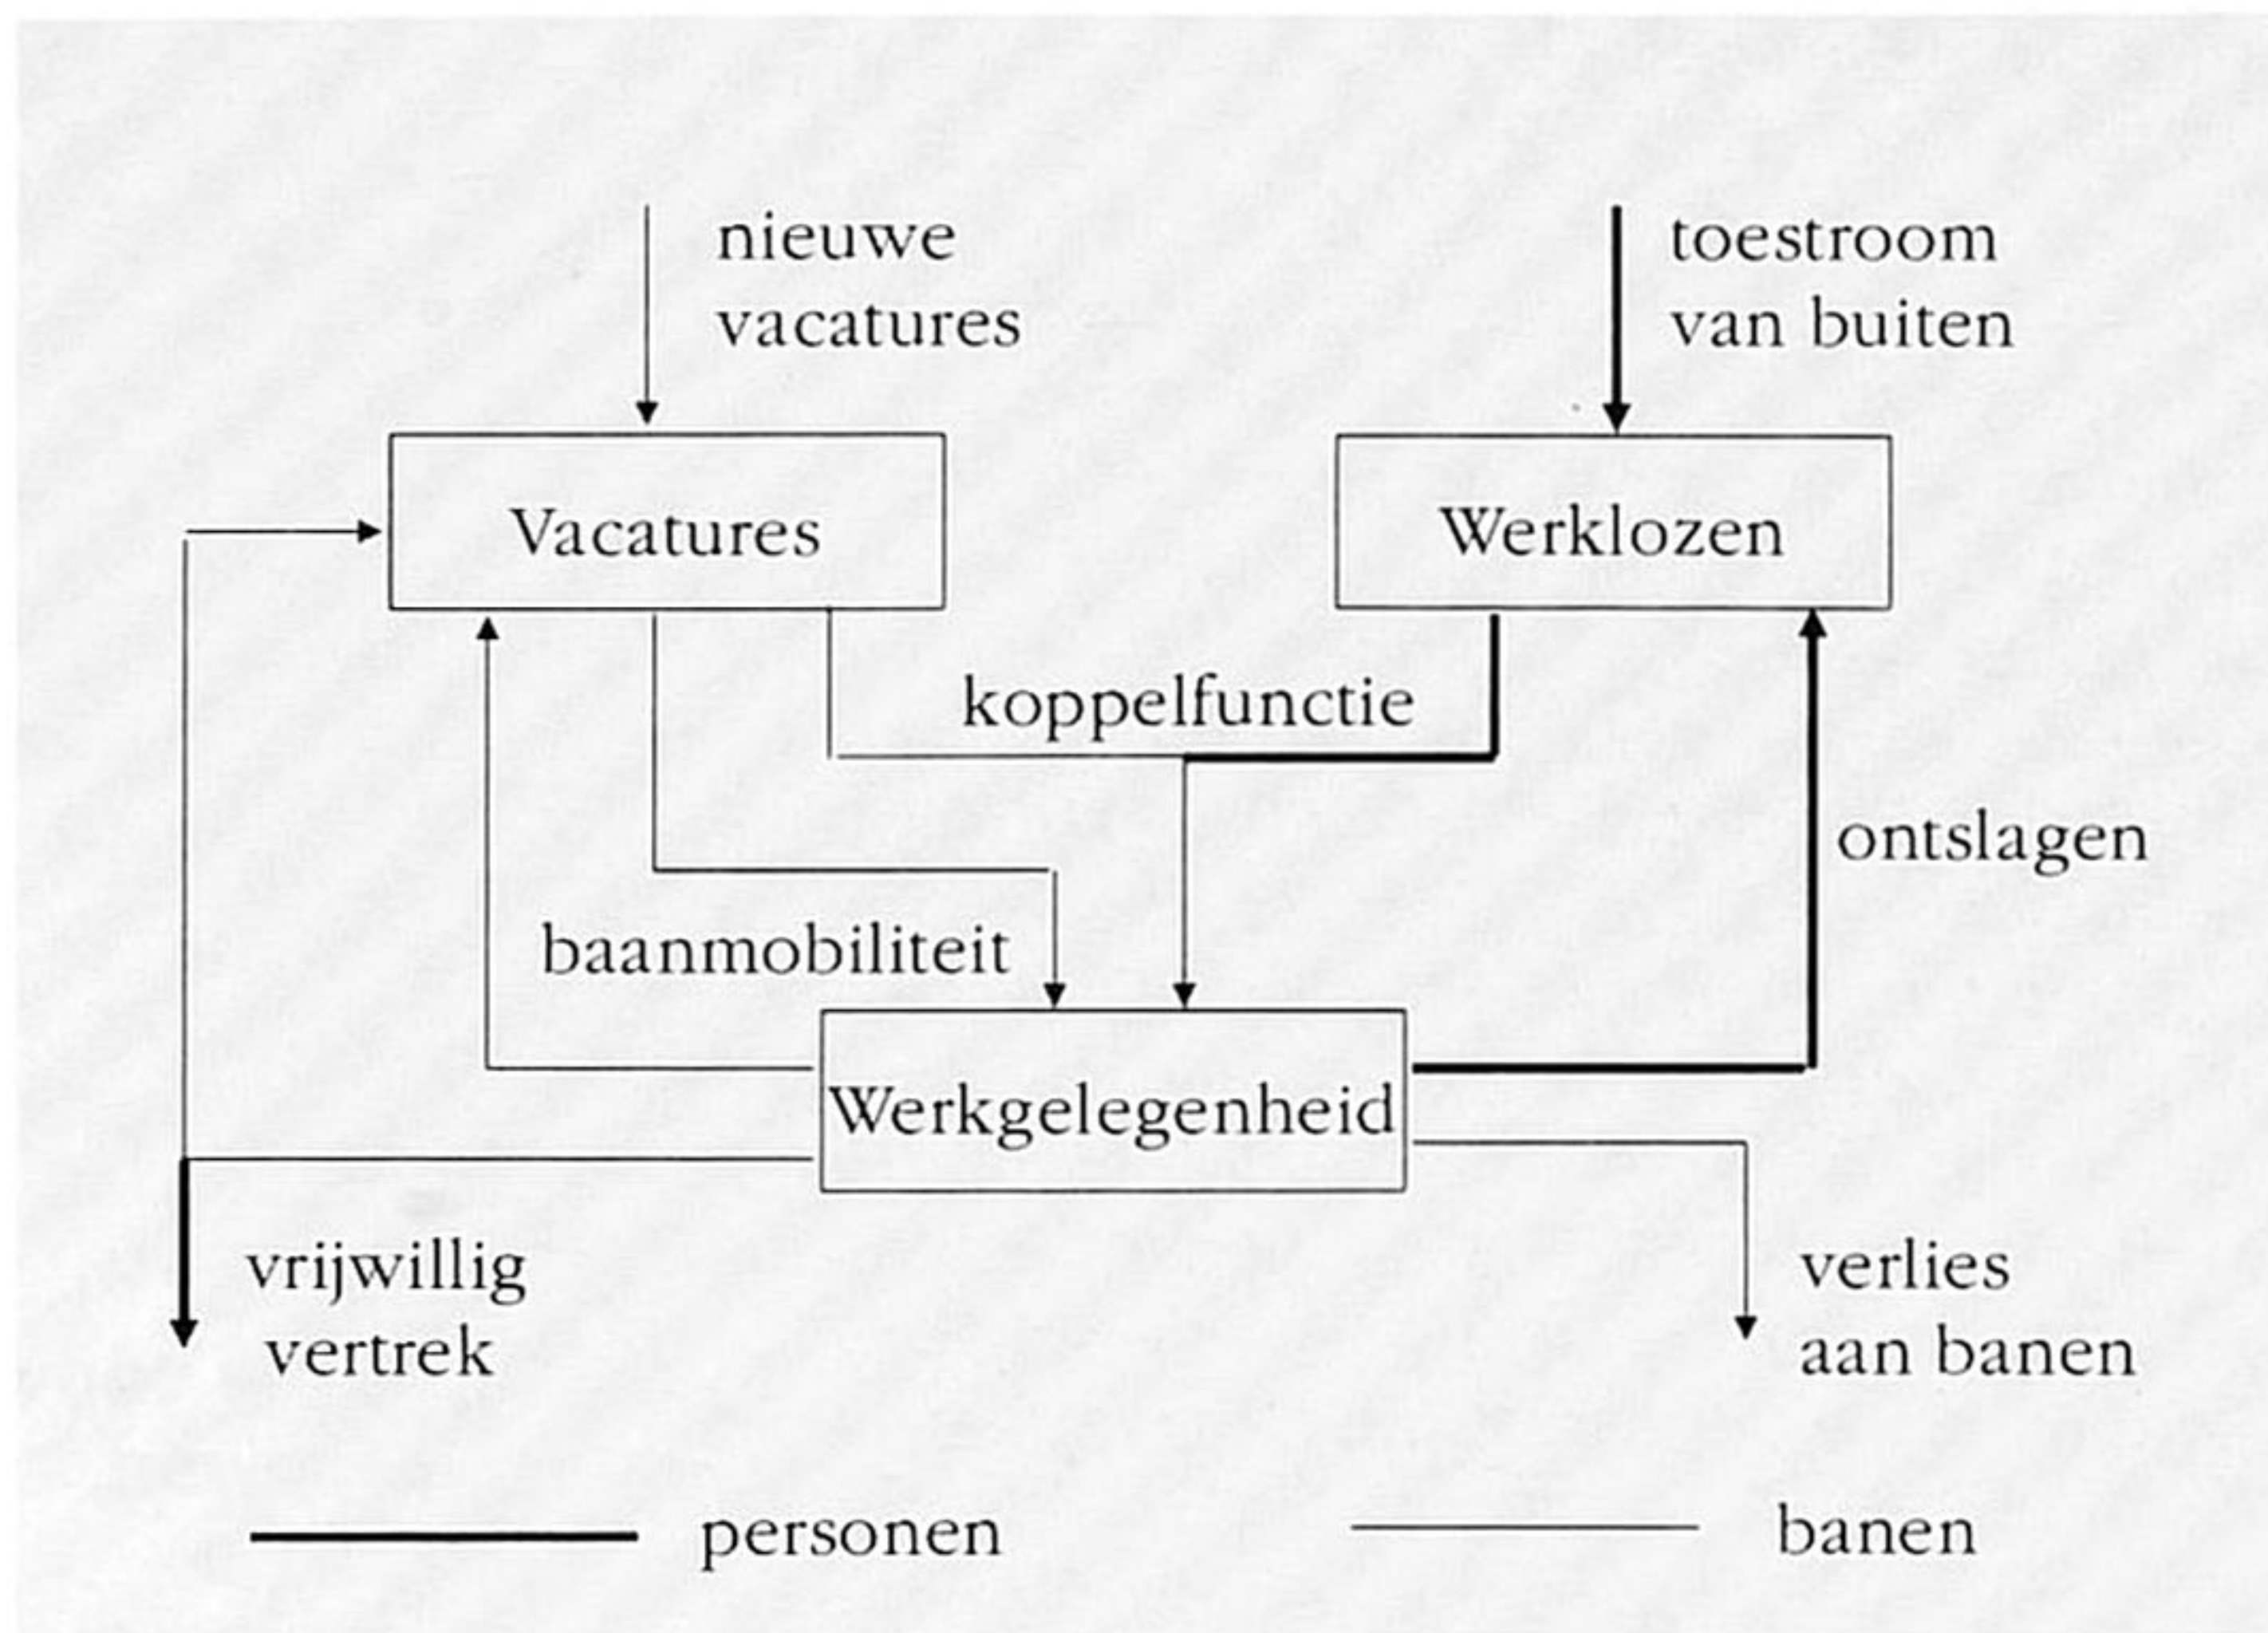 nieuwe
vacatures
toestroom
van buiten
Vacatures
Werklozen
koppelfunctie
ontslagen
baanmobiliteit
Werkgelegenheid
vrijwillig
vertrek
verlies
aan banen
personen
banen